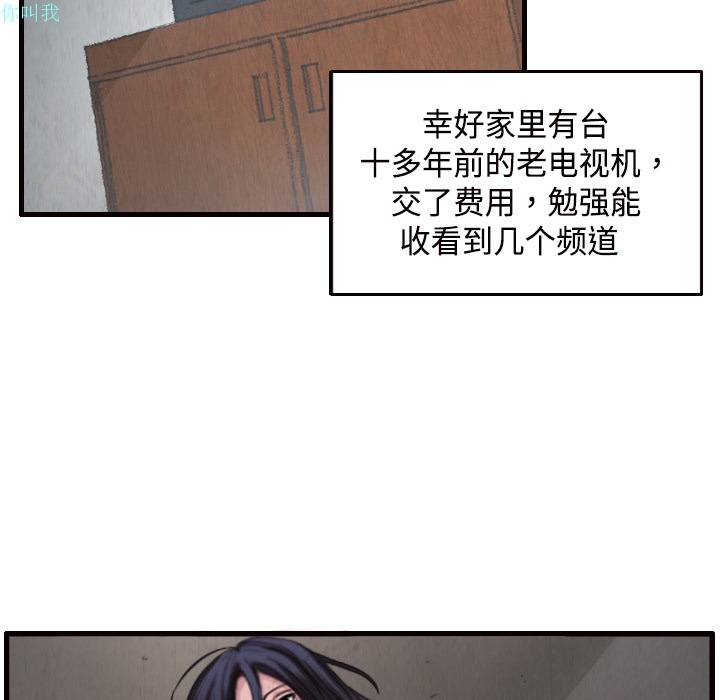 你叫我
幸好家里有台
十多年前的老电视机，
交了费用，勉强能
收看到几个频道